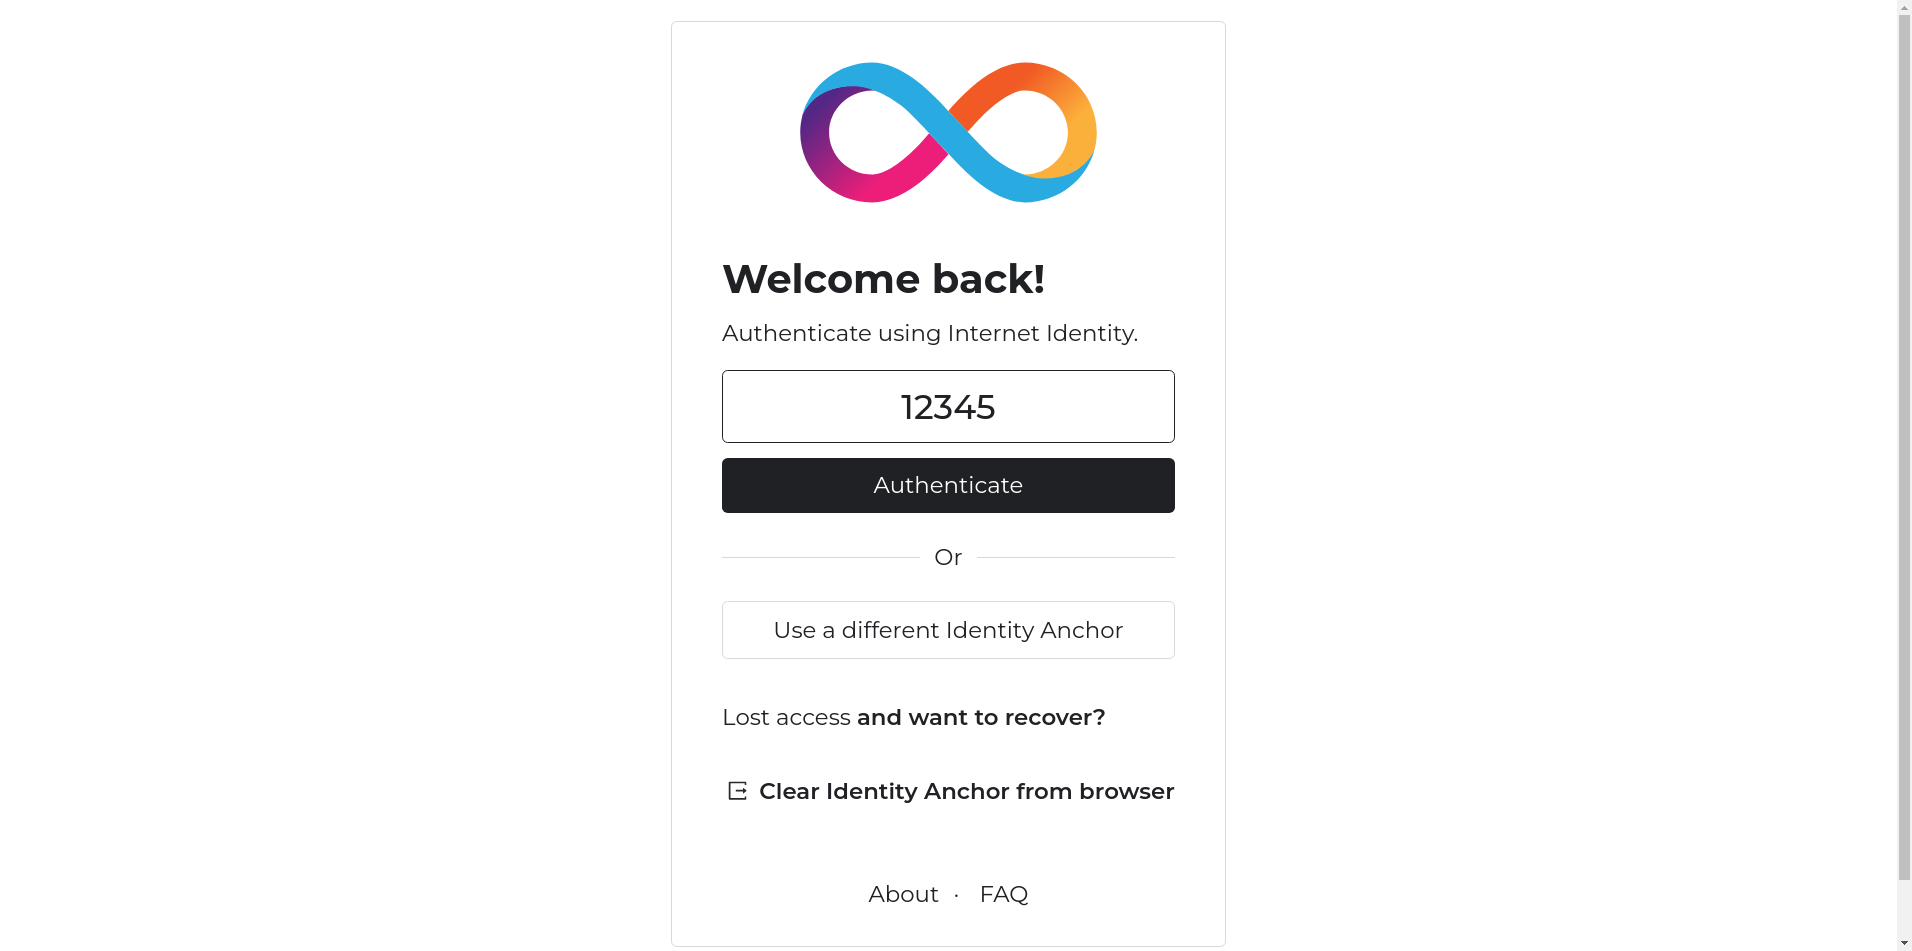 Welcome back!
Authenticate using Internet Identity.
12345
Authenticate
Or
Use a different Identity Anchor
Lost access and want to recover?
Clear Identity Anchor from browser
About · FAQ